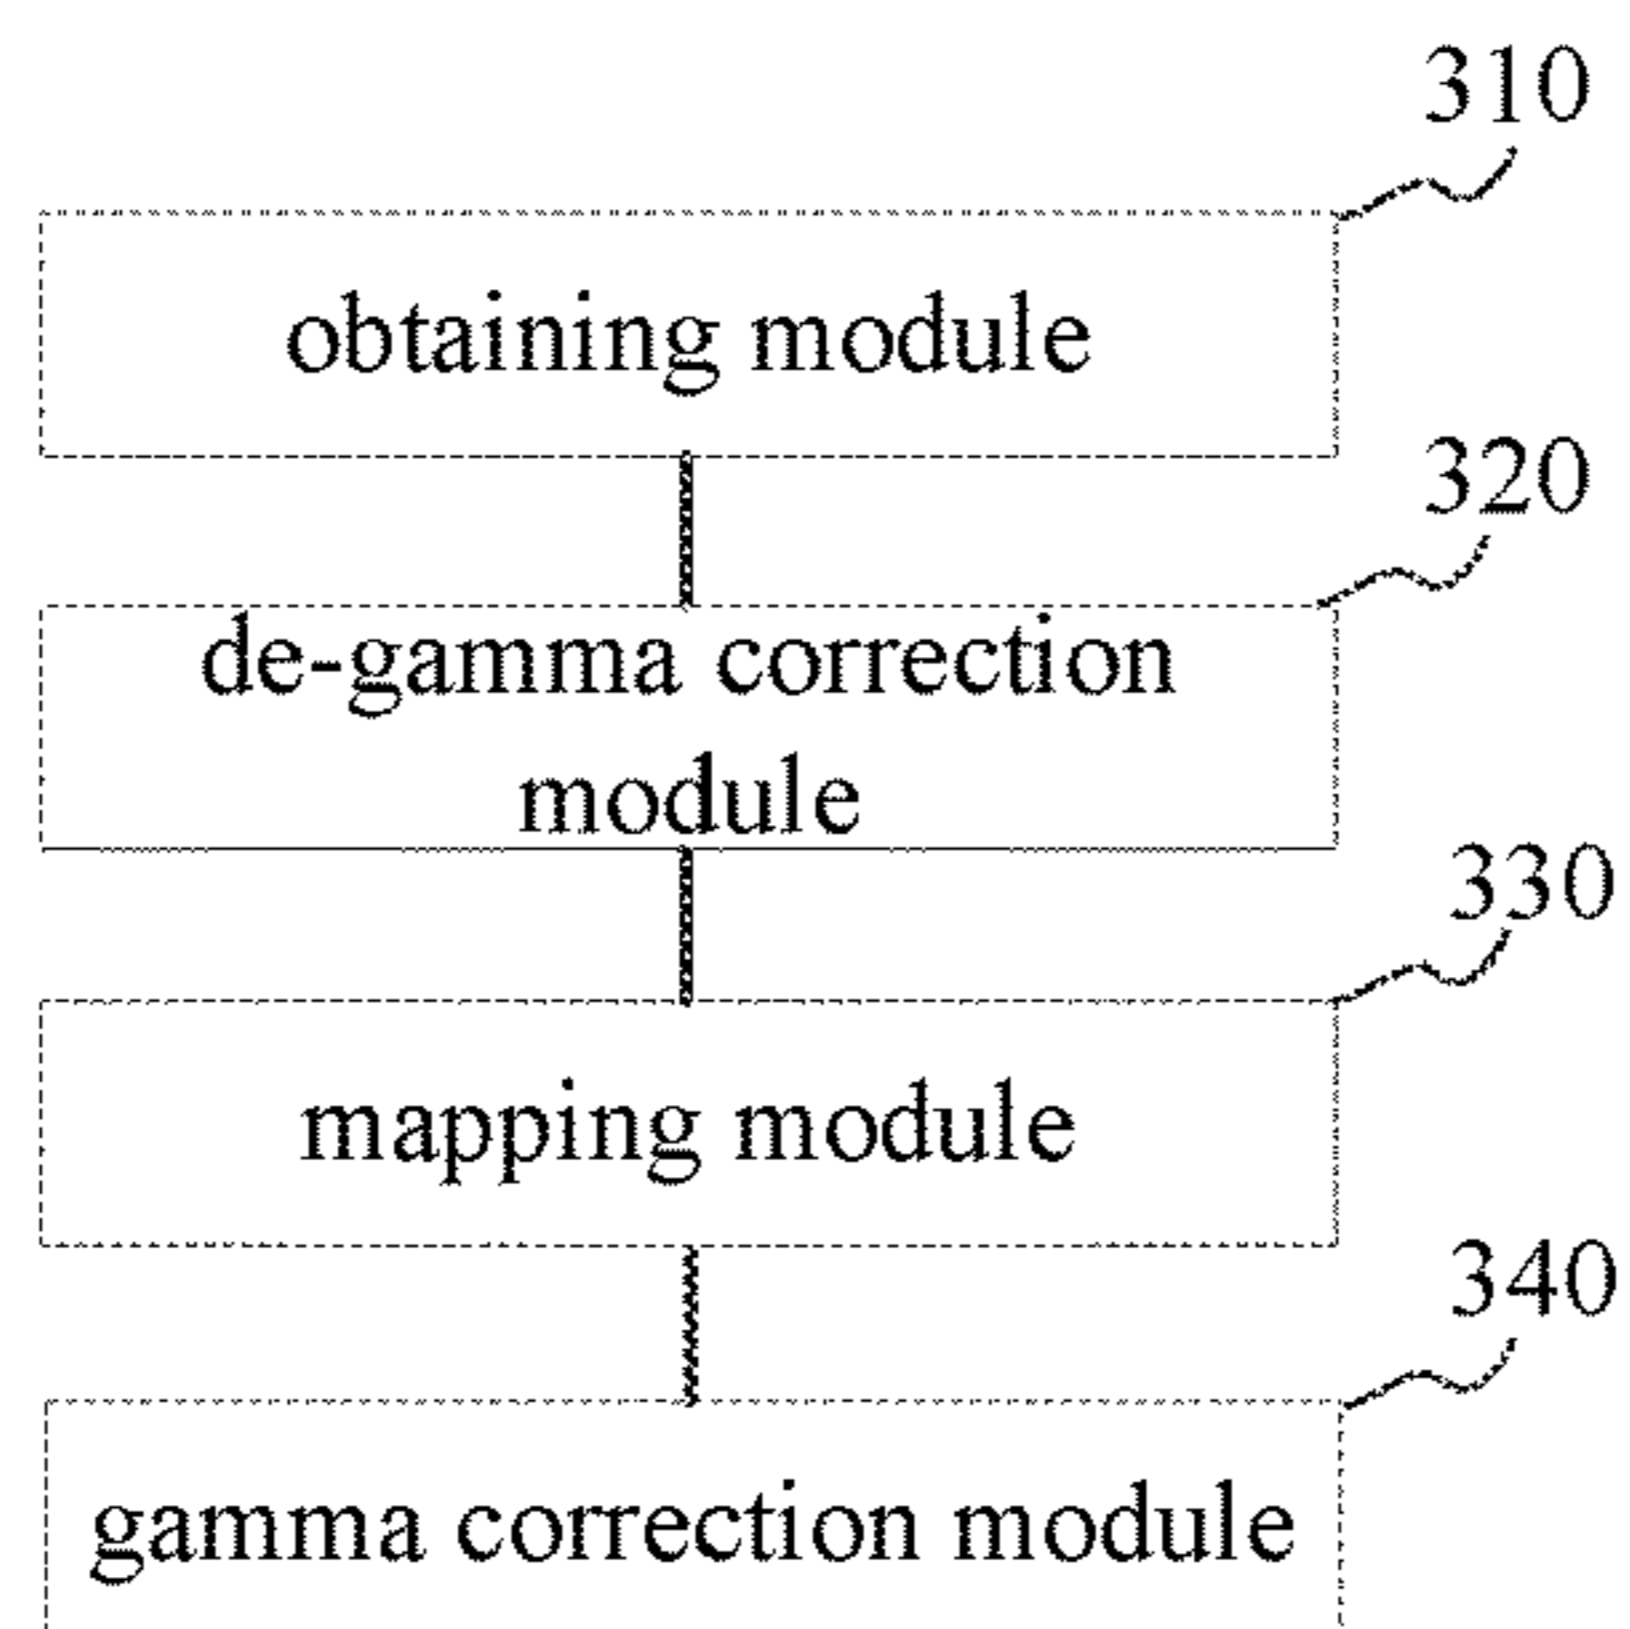 310
obtaining module
320
de-gamma correction
module
330
mapping module
340
gamma correction module